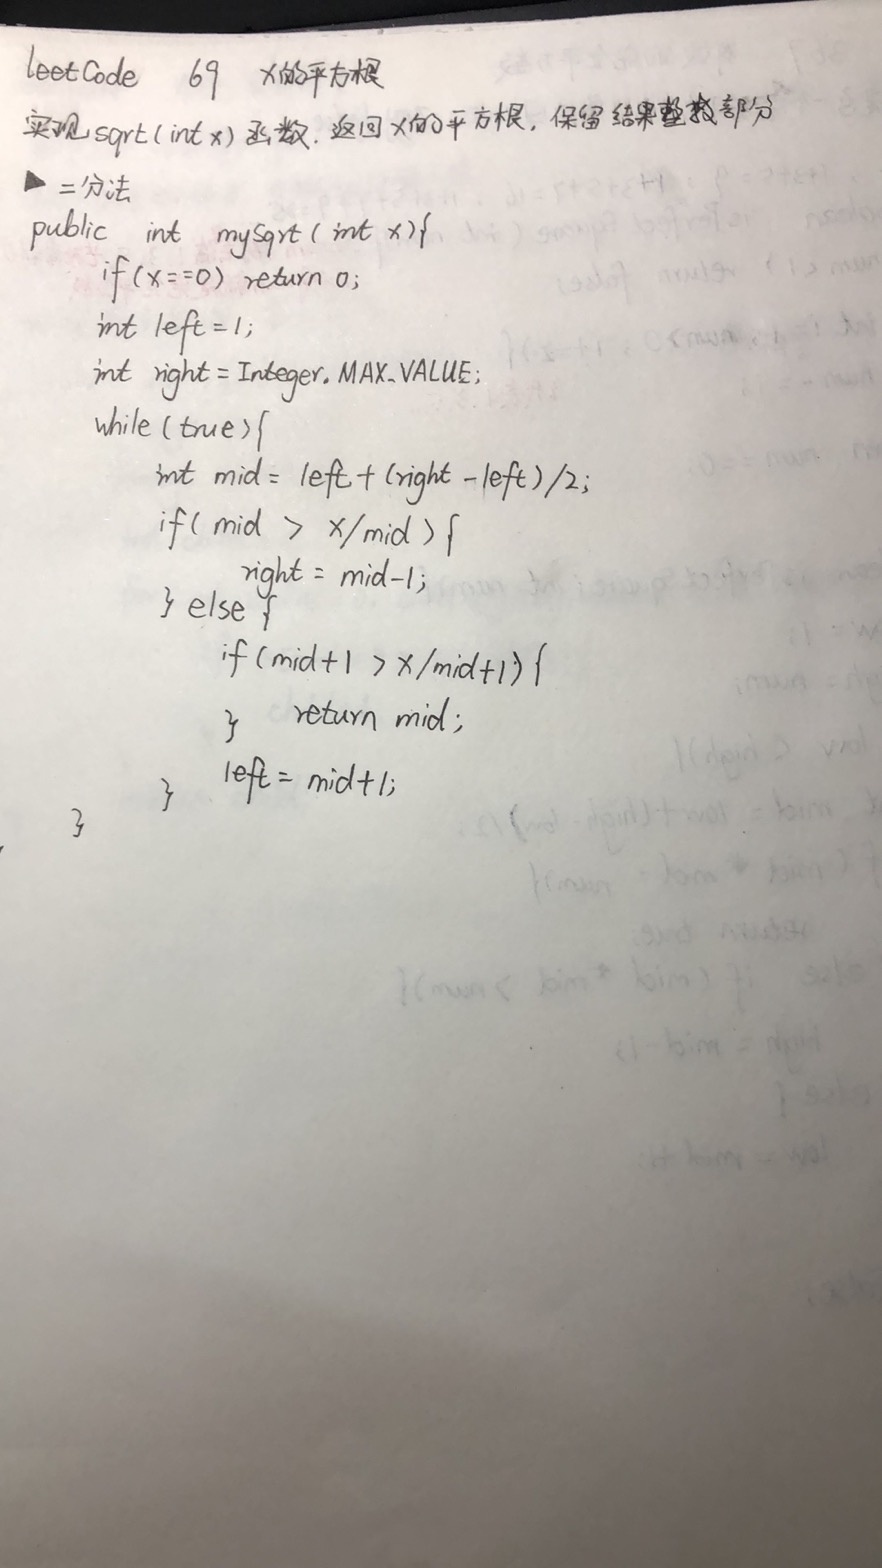 leetCode 69 X的平方根
实现sqrt(int x)函数.返回X的平方根,保留结果整数部分
▶ 二分法
public int mySqrt(int x){
if(x==0) return 0;
int left=1;
int right=Integer.MAX_VALUE;
while(true){
int mid= left+(right-left)/2;
if( mid > x/mid){
right= mid-1;
} else {
if(mid+1 > x/mid+1){
} return mid;
left= mid+1;
}
}